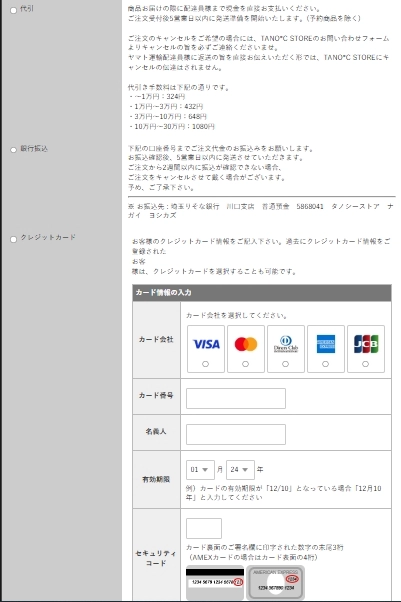 代引
商品お届けの際に配達員様まで現金を直接お支払いください。
ご注文受付後5営業日以内に発送準備を開始いたします。（予約商品を除く）
ご注文のキャンセルをご希望の場合には、TANO*C STOREのお問い合わせフォーム
よりキャンセルの旨を必ずご連絡くださいませ。
ヤマト運輸配達員様に返送の旨を直接お伝えいただく形では、TANO*C STOREにキ
ャンセルの伝達はされません。
代引き手数料は下記の通りです。
・～1万円：324円
・1万円～3万円：432円
・3万円～10万円：648円
・10万円～30万円：1080円
銀行振込
下記の口座番号までご注文代金のお振込みをお願いします。
お振込確認後、5営業日以内に発送させていただきます。
ご注文から2週間以内に振込が確認できない場合、
ご注文をキャンセルさせて戴く場合がございます。
予め、ご了承下さい。
※ お振込先：埼玉りそな銀行　川口支店　普通預金　5868041　タノシーストア　ナ
ガイ　ヨシカズ
クレジットカード
お客様のクレジットカード情報をご記入下さい。過去にクレジットカード情報をご
登録された
お客
様は、クレジットカードを選択することも可能です。
カード情報の入力
カード会社
カード会社を選択してください。
VISA
Diners Club
AMERICAN EXPRESS
JCB
カード番号
名義人
有効期限
01 月 24 年
例）カードの有効期限が「12/10」となっている場合「12月10
年」と入力してください
セキュリティ
コード
カード裏面のご署名欄に印字された数字の末尾3桁
（AMEXカードの場合はカード表面の4桁）
AMERICAN EXPRESS
1234 5678 1234 5678
1234 567890 1234